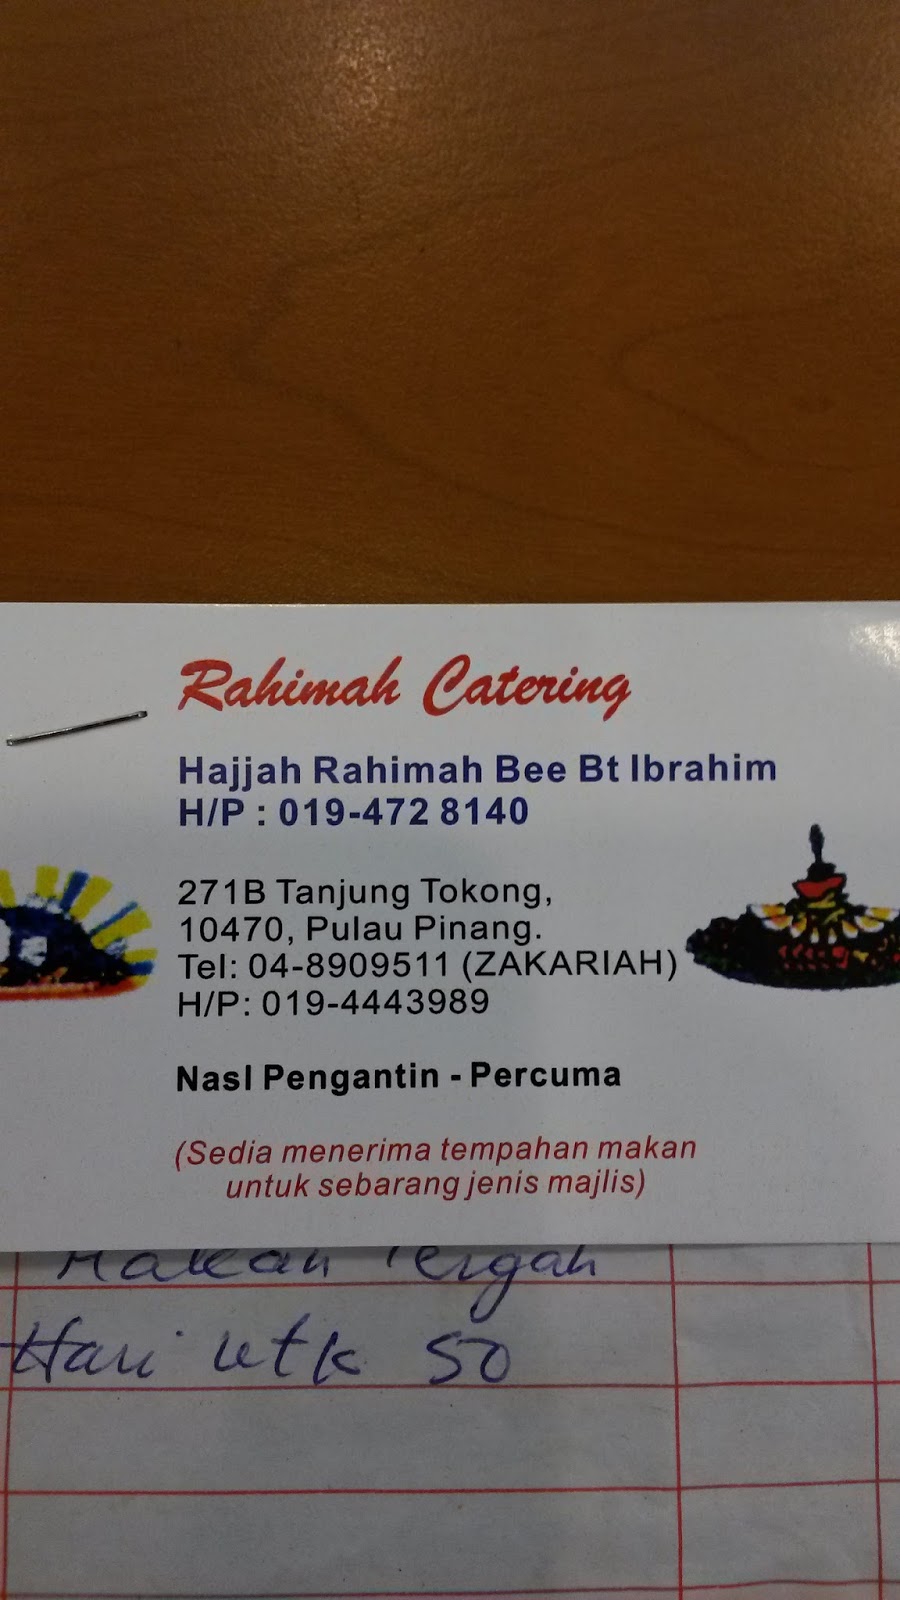 Rahimah Catering
Hajjah Rahimah Bee Bt Ibrahim
H/P : 019-472 8140
271B Tanjung Tokong,
10470, Pulau Pinang.
Tel: 04-8909511 (ZAKARIAH)
H/P: 019-4443989
NasI Pengantin - Percuma
(Sedia menerima tempahan makan
untuk sebarang jenis majlis)
Makan Tengah
Hari utk 50